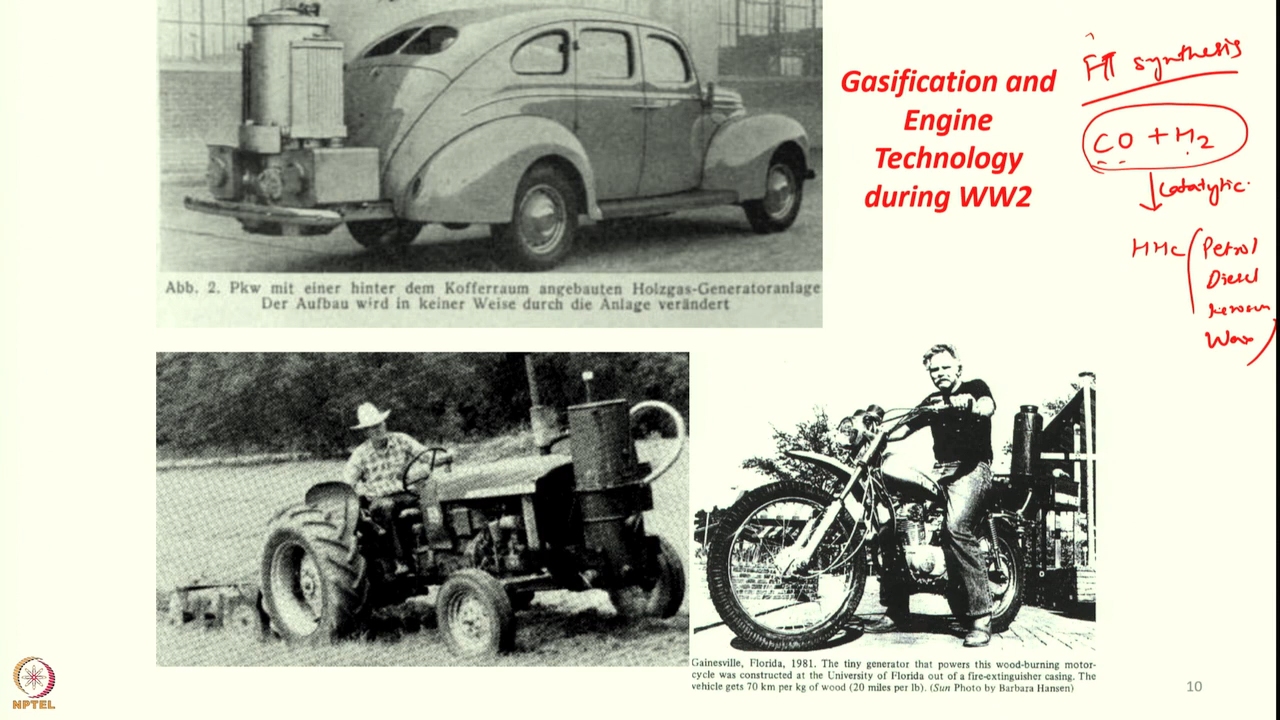 Gasification and
Engine
Technology
during WW2
FT synthesis
CO + H2
catalytic.
HHC
Petrol
Diesel
Wax
Abb. 2. Pkw mit einer hinter dem Kofferraum angebauten Holzgas-Generatoranlage
Der Aufbau wird in keiner Weise durch die Anlage verändert
Gainesville, Florida, 1981. The tiny generator that powers this wood-burning motor-
cycle was constructed at the University of Florida out of a fire-extinguisher casing. The
vehicle gets 70 km per kg of wood (20 miles per lb). (Sun Photo by Barbara Hansen)
NPTEL
10